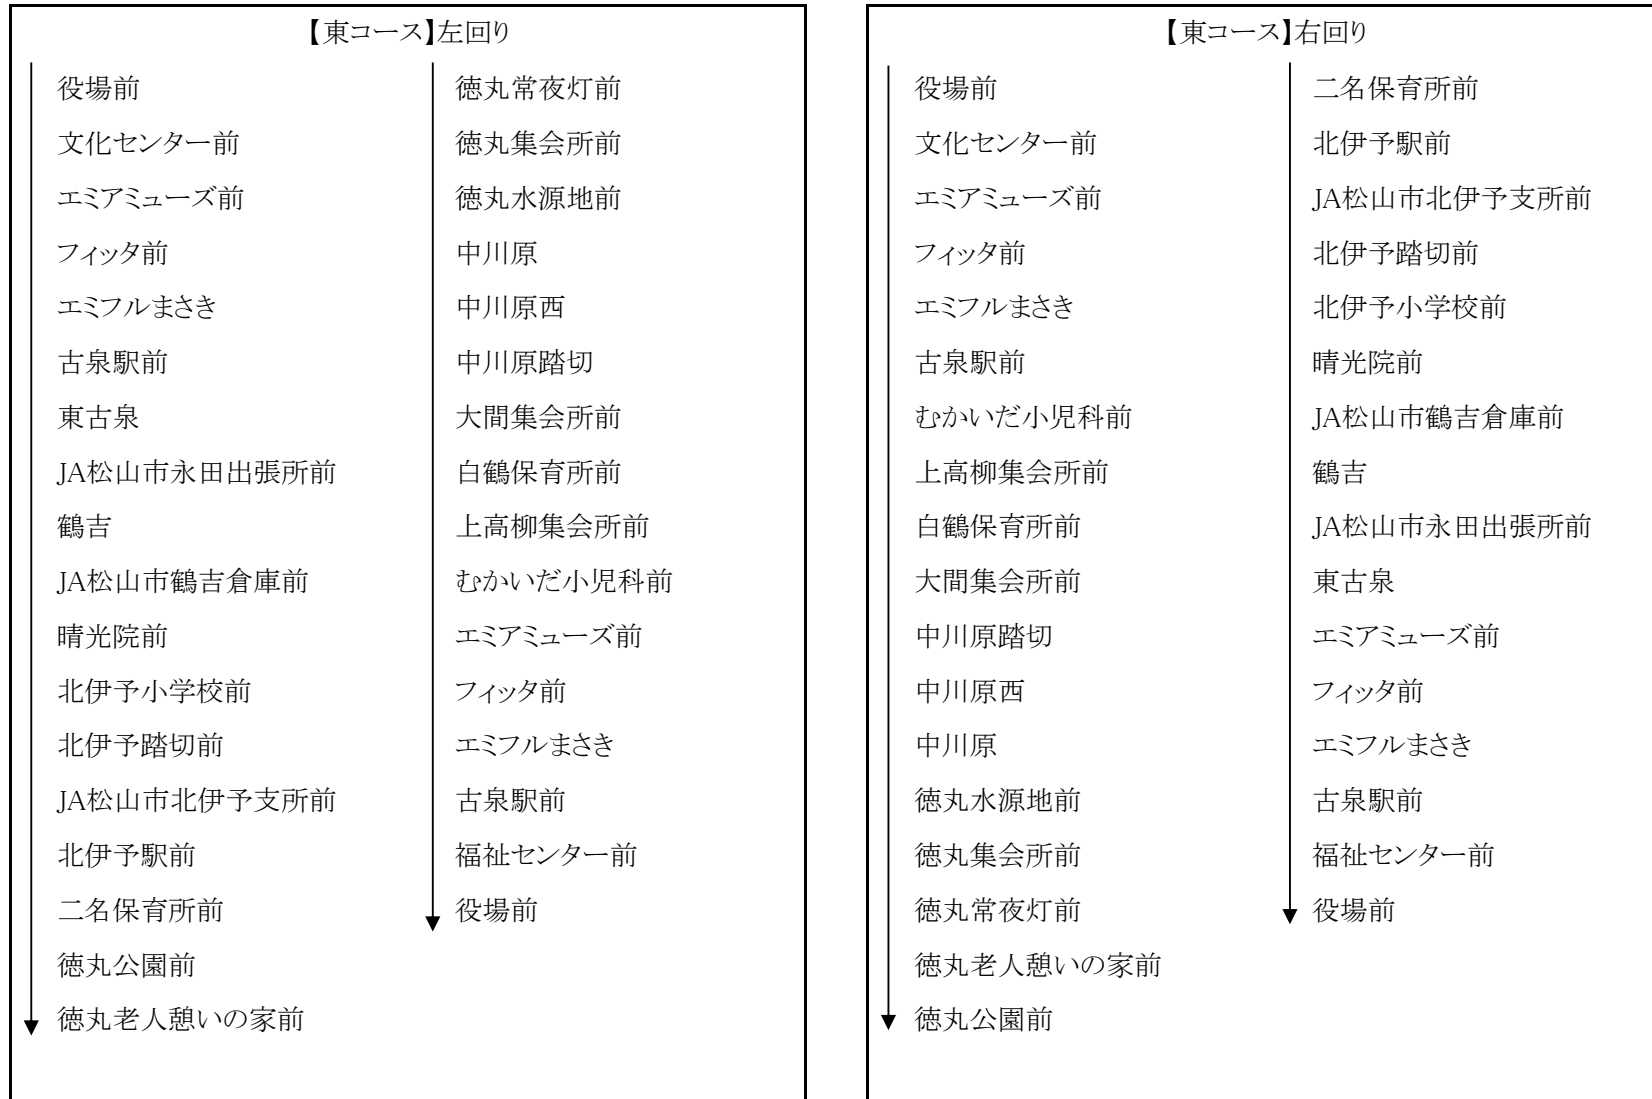 【東コース】左回り
役場前
文化センター前
エミアミューズ前
フィッタ前
エミフルまさき
古泉駅前
東古泉
JA松山市永田出張所前
鶴吉
JA松山市鶴吉倉庫前
晴光院前
北伊予小学校前
北伊予踏切前
JA松山市北伊予支所前
北伊予駅前
二名保育所前
徳丸公園前
徳丸老人憩いの家前
徳丸常夜灯前
徳丸集会所前
徳丸水源地前
中川原
中川原西
中川原踏切
大間集会所前
白鶴保育所前
上高柳集会所前
むかいだ小児科前
エミアミューズ前
フィッタ前
エミフルまさき
古泉駅前
福祉センター前
役場前
【東コース】右回り
役場前
文化センター前
エミアミューズ前
フィッタ前
エミフルまさき
古泉駅前
むかいだ小児科前
上高柳集会所前
白鶴保育所前
大間集会所前
中川原踏切
中川原西
中川原
徳丸水源地前
徳丸集会所前
徳丸常夜灯前
徳丸老人憩いの家前
徳丸公園前
二名保育所前
北伊予駅前
JA松山市北伊予支所前
北伊予踏切前
北伊予小学校前
晴光院前
JA松山市鶴吉倉庫前
鶴吉
JA松山市永田出張所前
東古泉
エミアミューズ前
フィッタ前
エミフルまさき
古泉駅前
福祉センター前
役場前